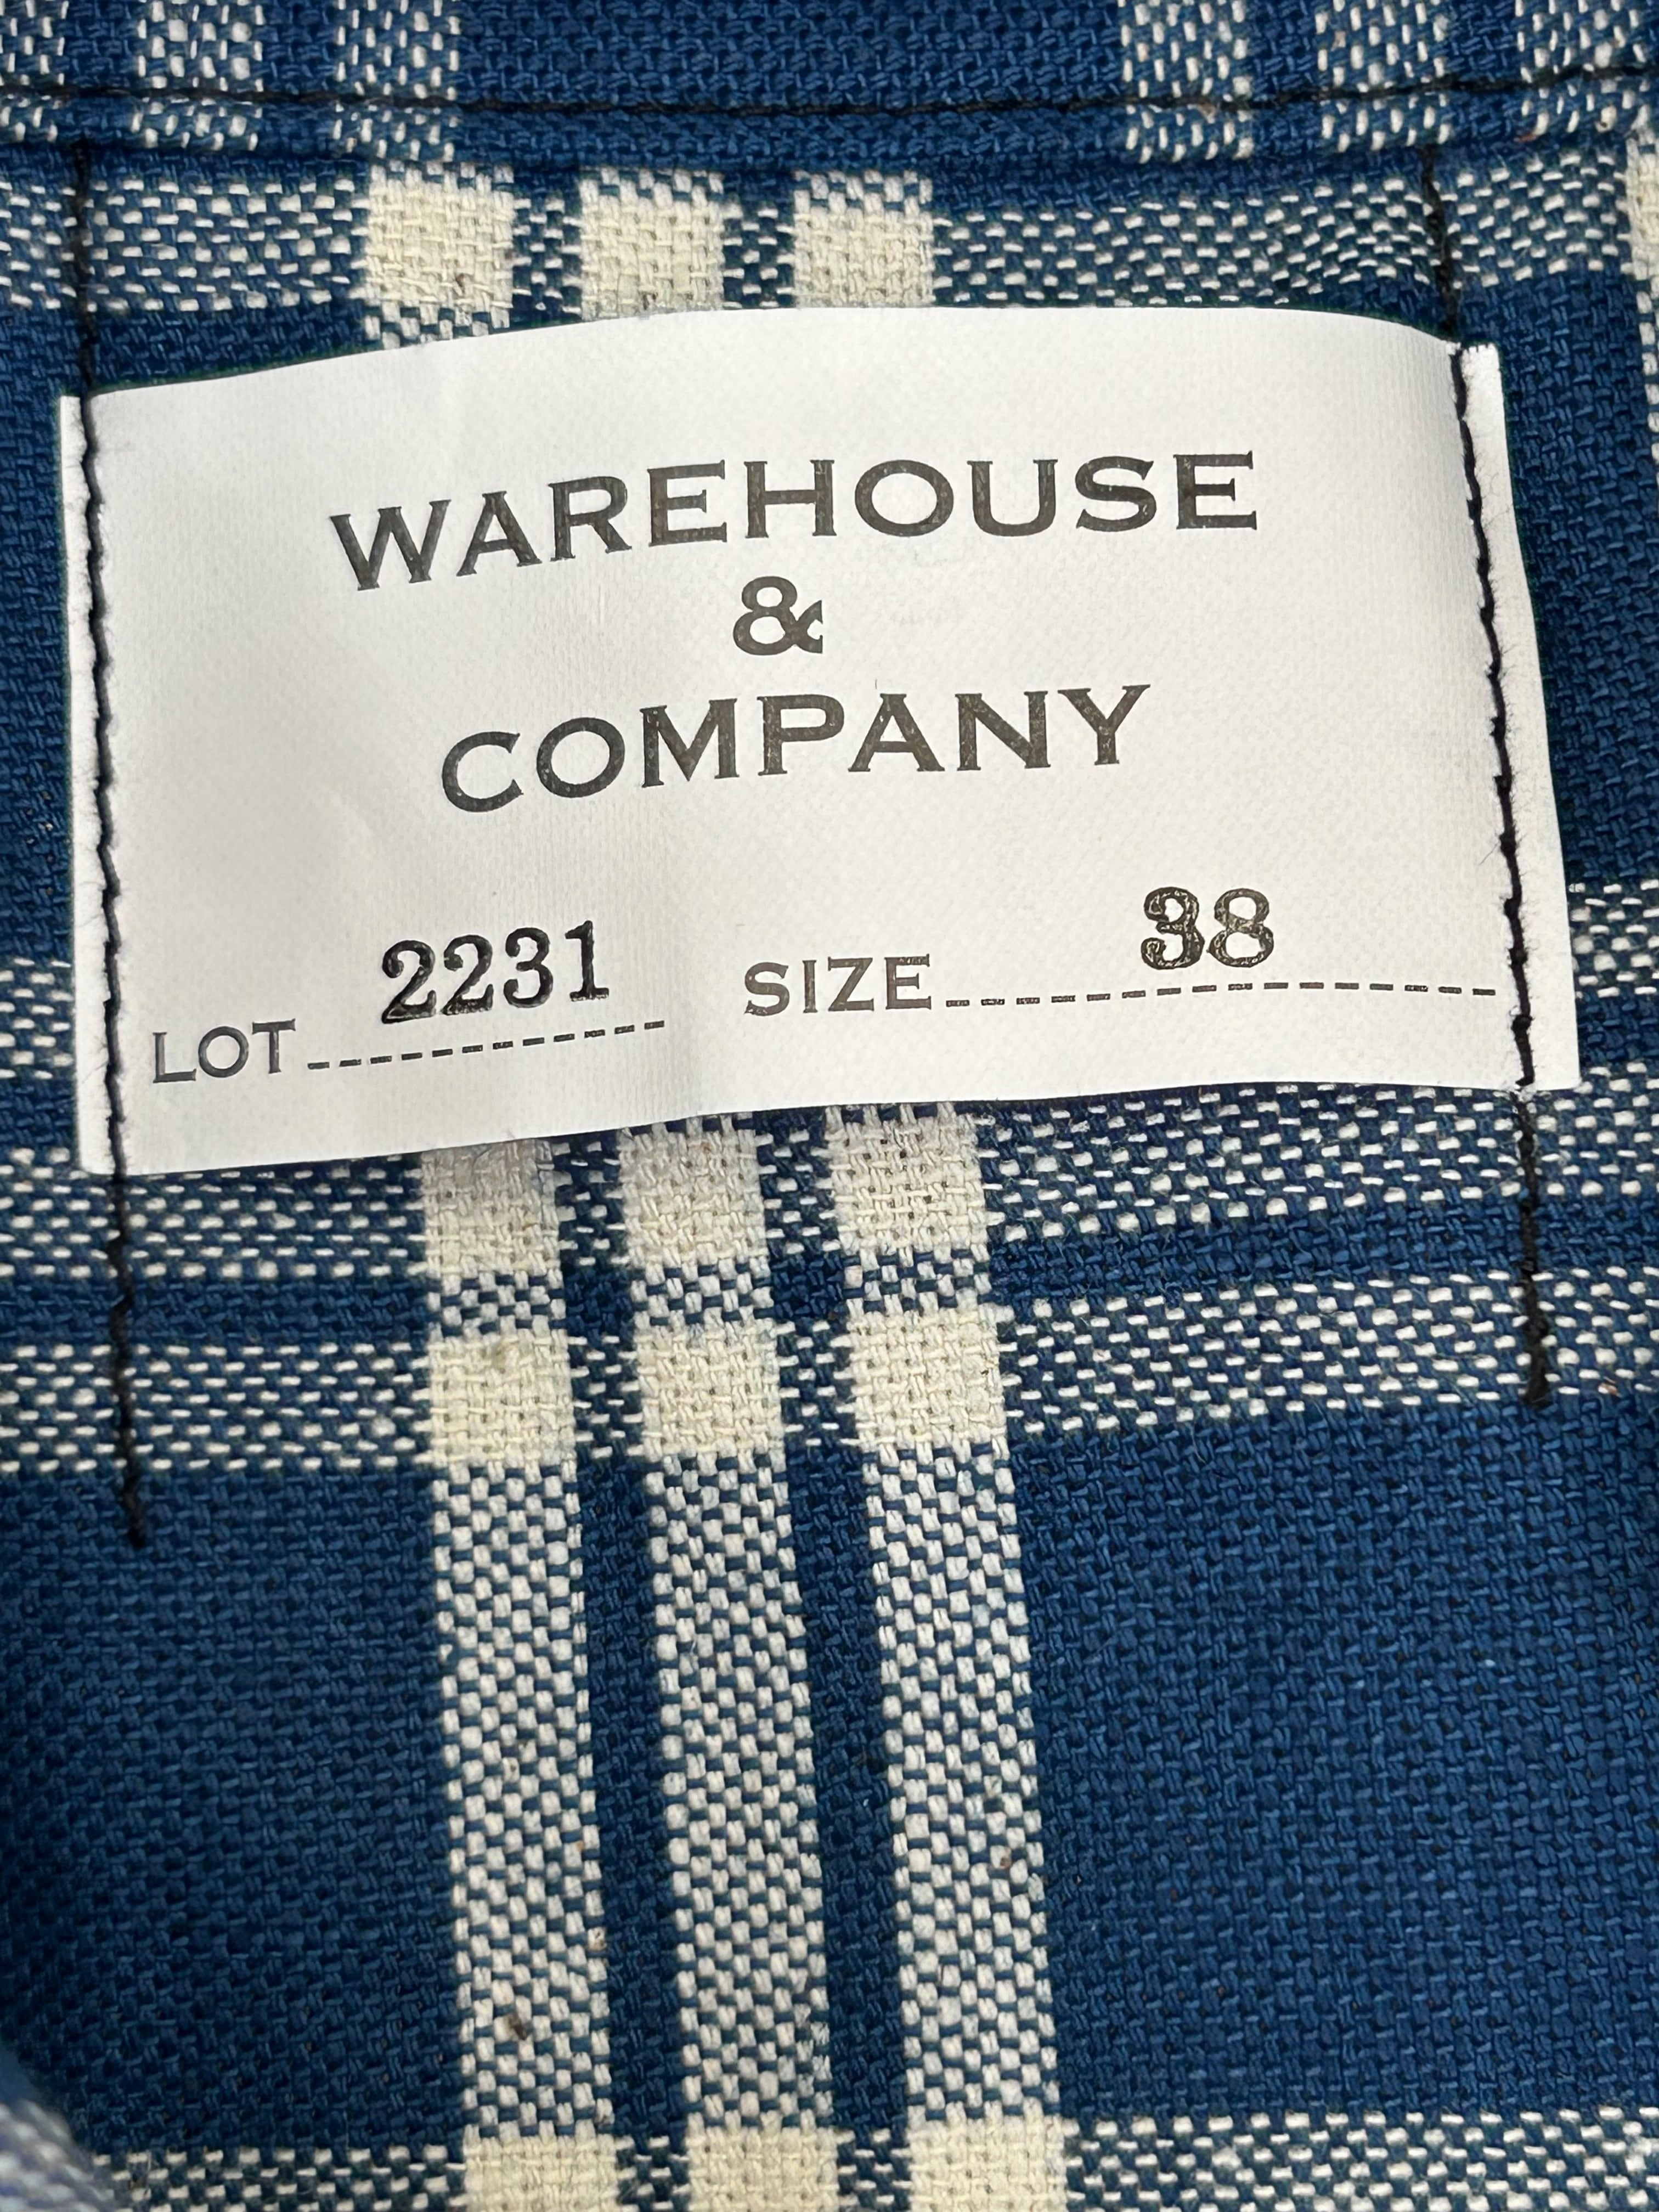 WAREHOUSE
&
COMPANY
LOT 2231 SIZE 38